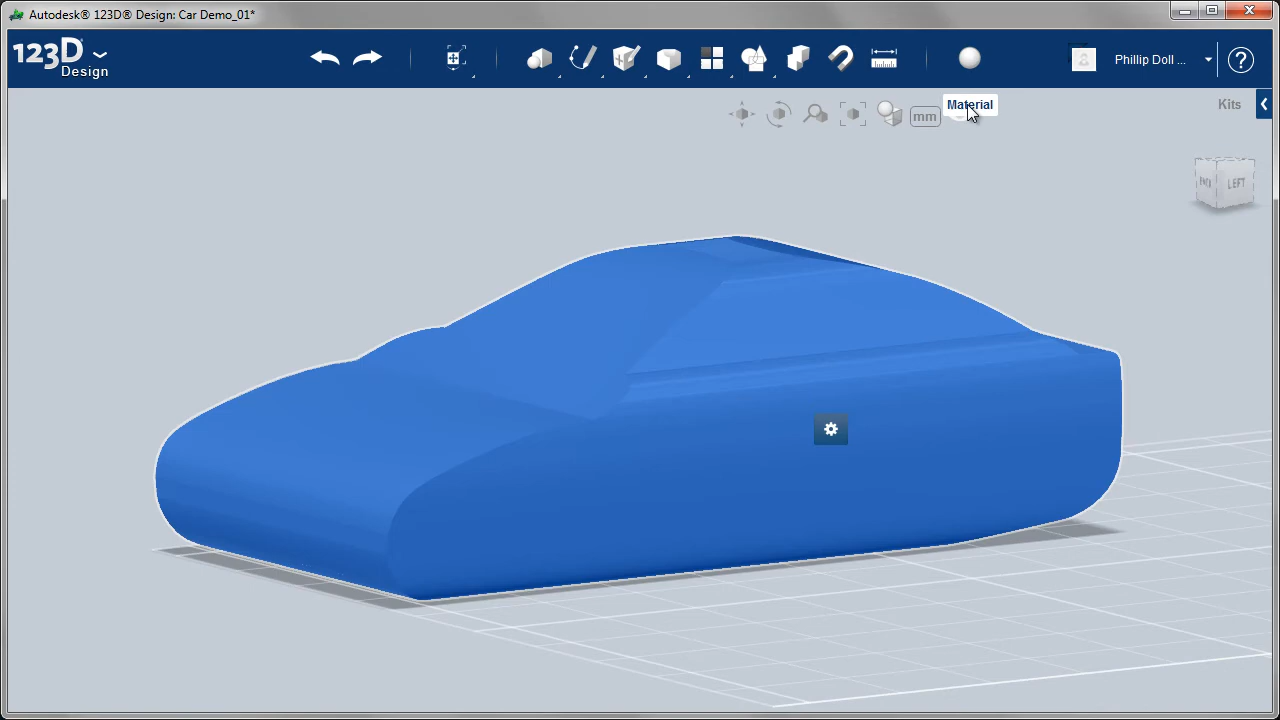 Autodesk® 123D® Design: Car Demo_01*
123D
Design
Phillip Doll ...
?
mm
Material
Kits
LEFT